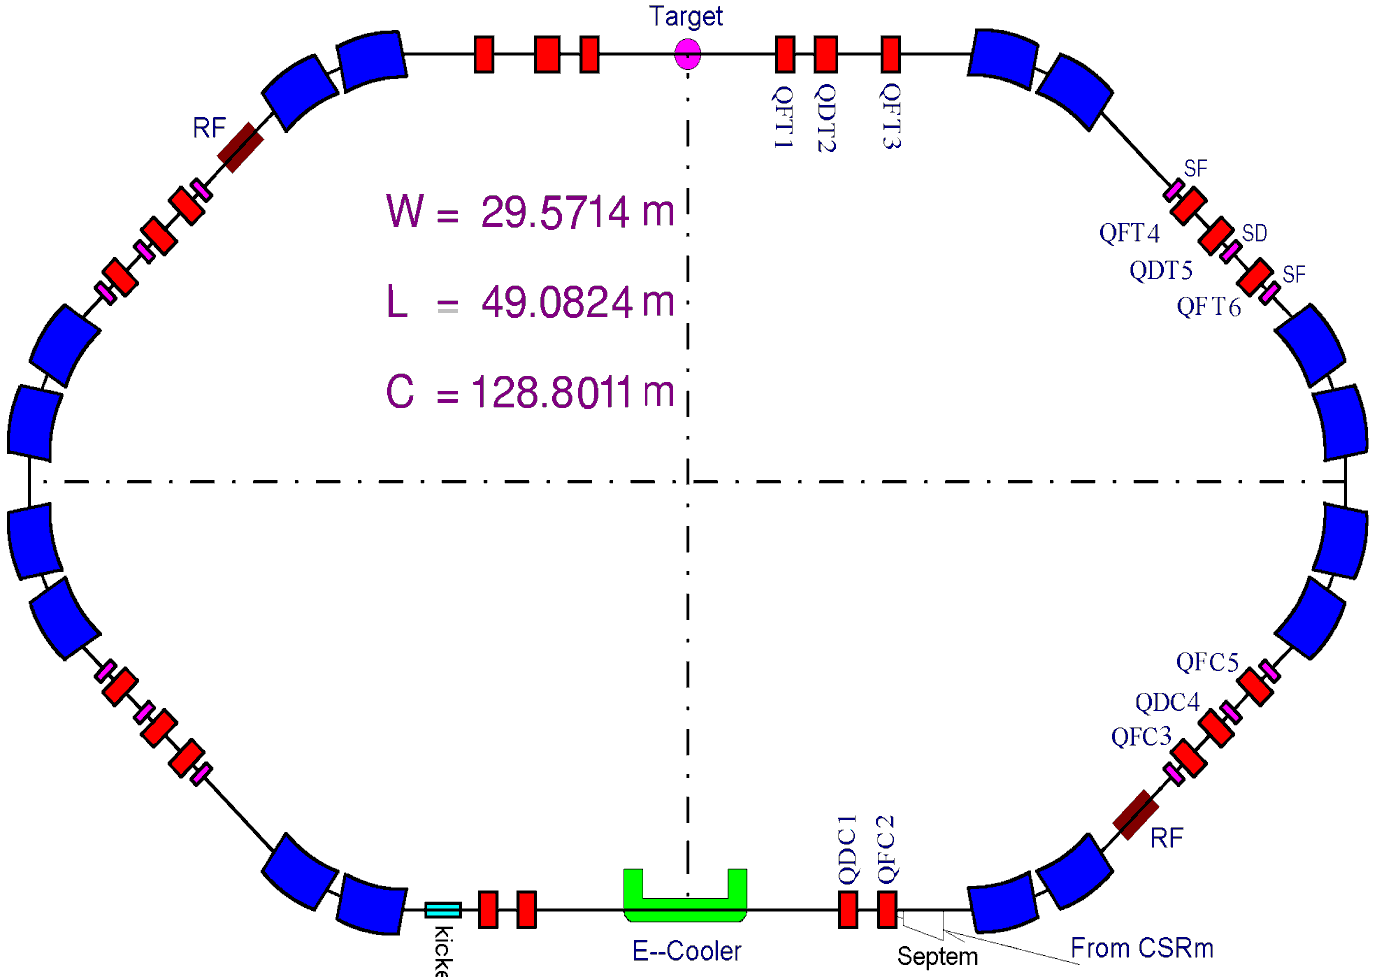 Target
QFT1
QDT2
QFT3
RF
W = 29.5714 m
L = 49.0824 m
C = 128.8011 m
SF
QFT4
SD
QDT5
SF
QFT6
QFC5
QDC4
QFC3
RF
QDC1
QFC2
kicke
E--Cooler
Septem
From CSRm